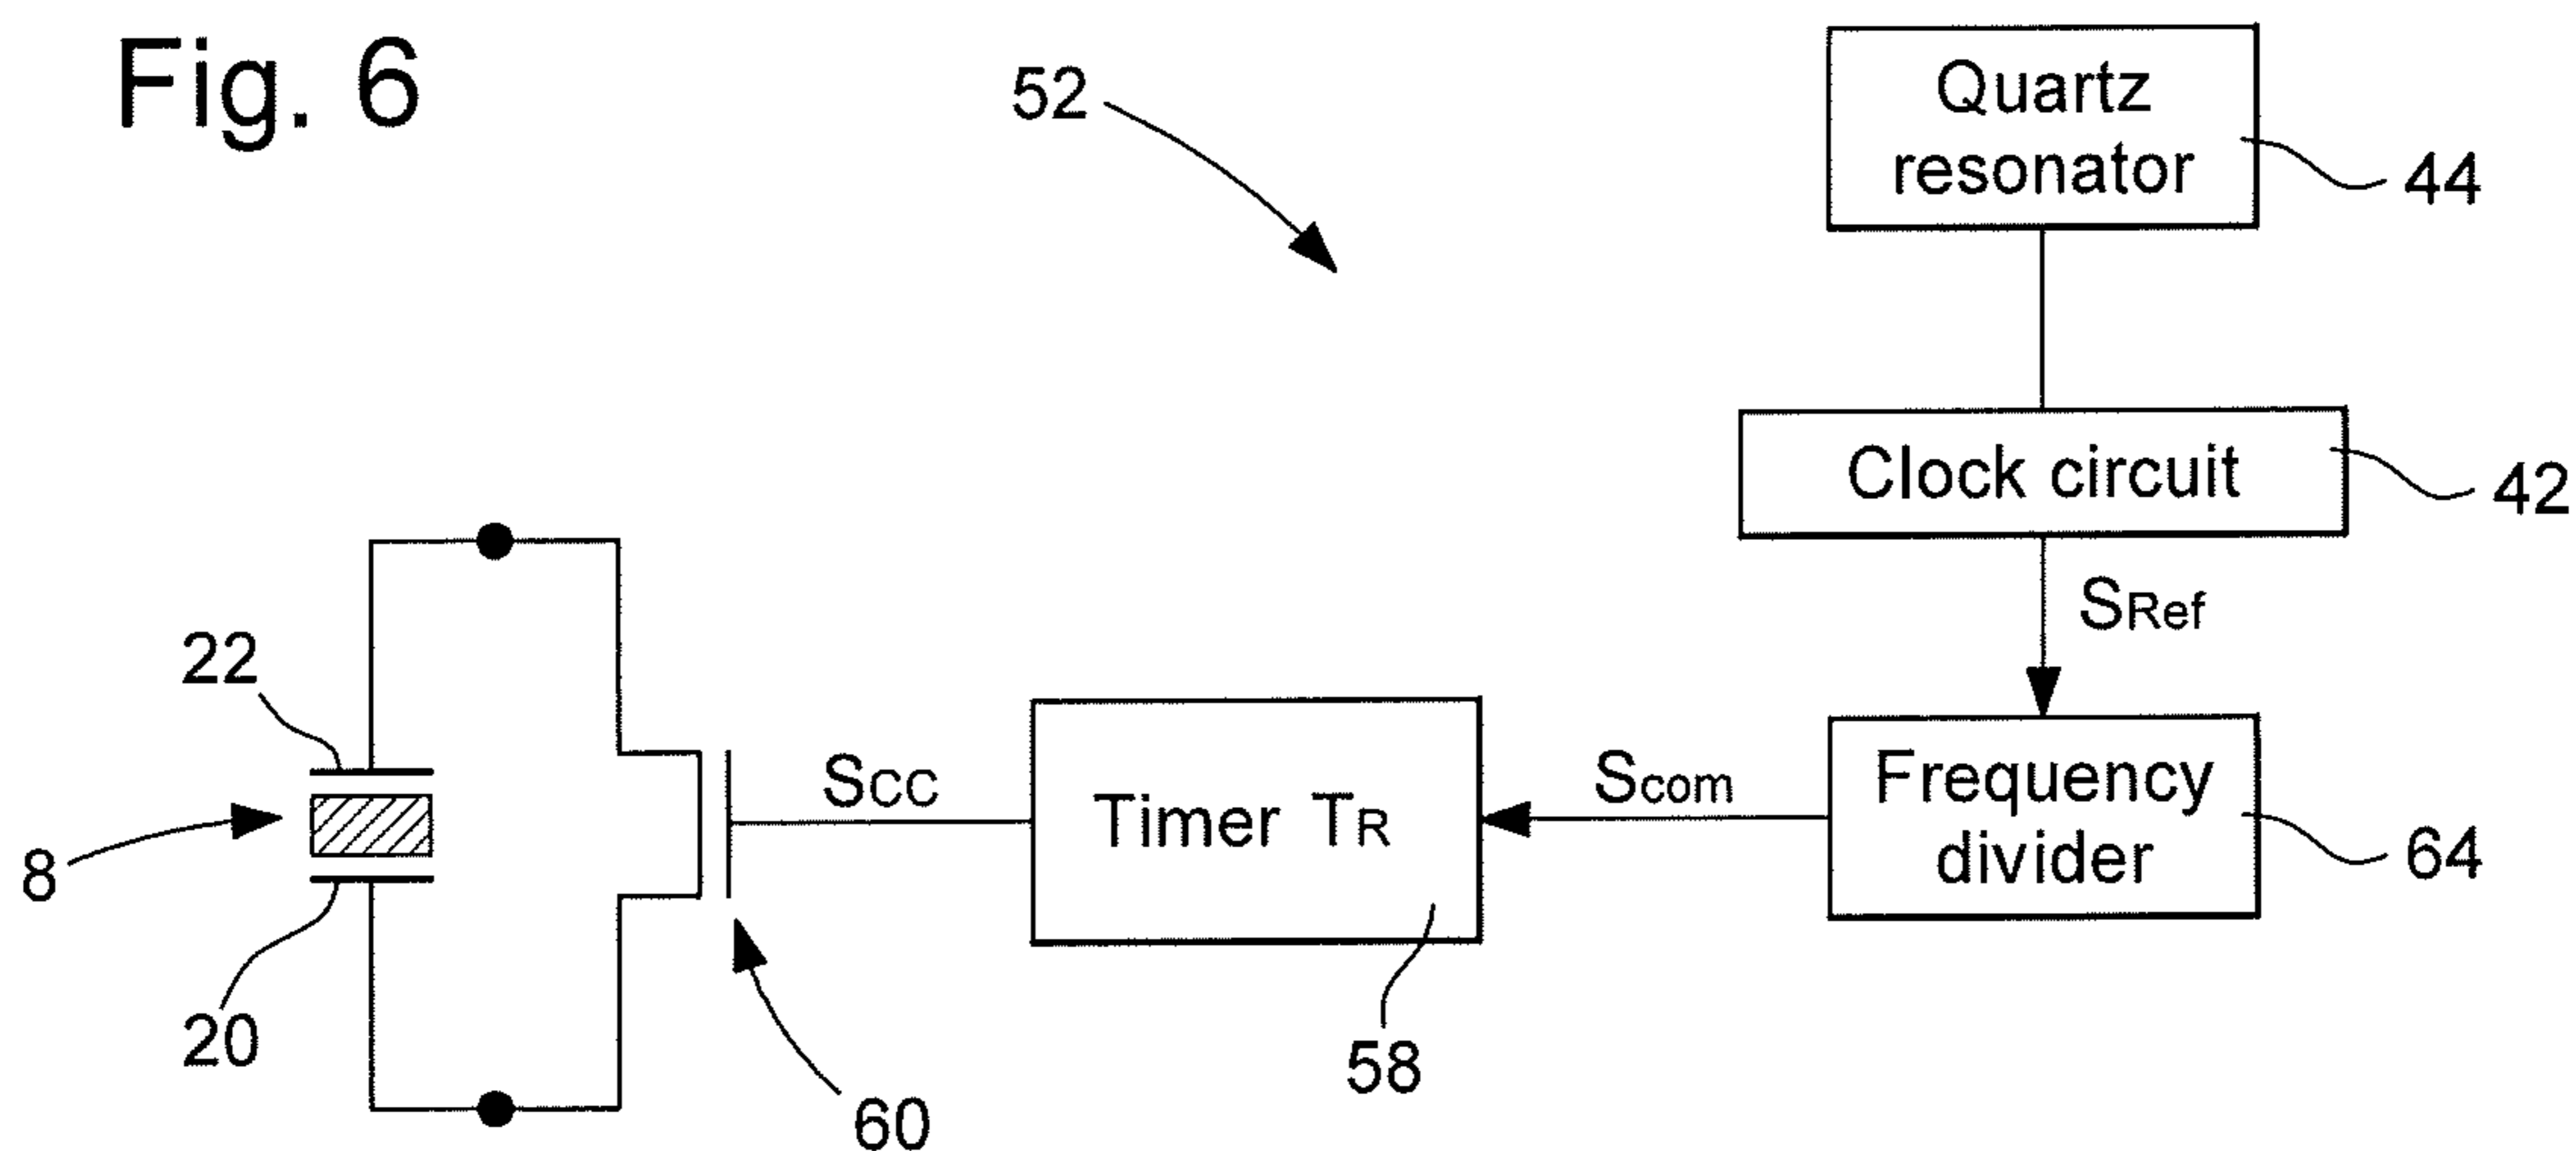 Fig. 6
52
Quartz
resonator
44
Clock circuit
42
SRef
22
8
20
60
SCC
Timer TR
58
Scom
Frequency
divider
64